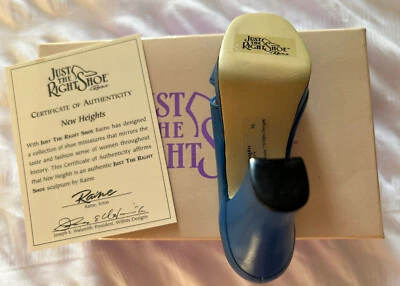 JUST
THE
RIGHT SHOE
by Raine
CERTIFICATE OF AUTHENTICITY
New Heights
With JUST THE RIGHT SHOE Raine has designed
a collection of shoe miniatures that mirrors the
taste and fashion sense of women throughout
time. This Certificate of Authenticity affirms
that New Heights is an authentic JUST THE RIGHT
SHOE sculpture by Raine.
Raine
Raine, Artist
Joseph E. Walsmith, President, Willitts Designs
JUST
THE
RIGHT SHOE
JUST
THE
RIGHT SHOE
by Raine